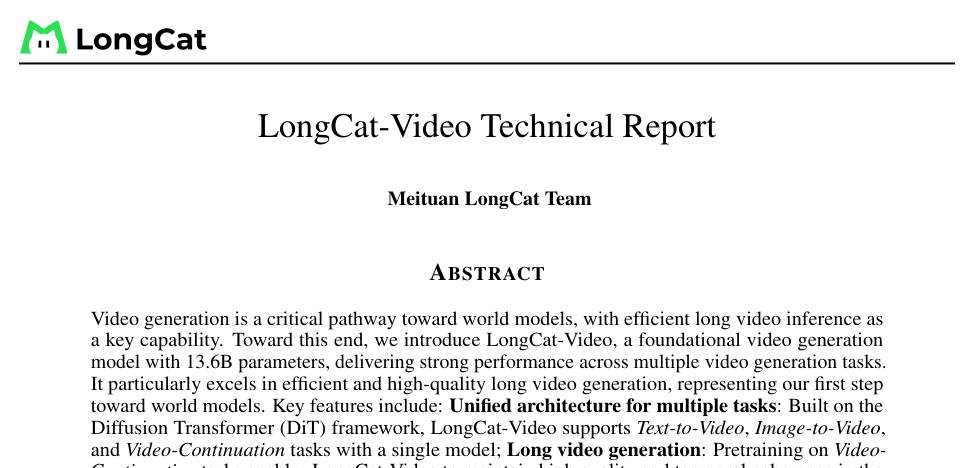 LongCat
LongCat-Video Technical Report
Meituan LongCat Team
ABSTRACT
Video generation is a critical pathway toward world models, with efficient long video inference as
a key capability. Toward this end, we introduce LongCat-Video, a foundational video generation
model with 13.6B parameters, delivering strong performance across multiple video generation tasks.
It particularly excels in efficient and high-quality long video generation, representing our first step
toward world models. Key features include: Unified architecture for multiple tasks: Built on the
Diffusion Transformer (DiT) framework, LongCat-Video supports Text-to-Video, Image-to-Video,
and Video-Continuation tasks with a single model; Long video generation: Pretraining on Video-